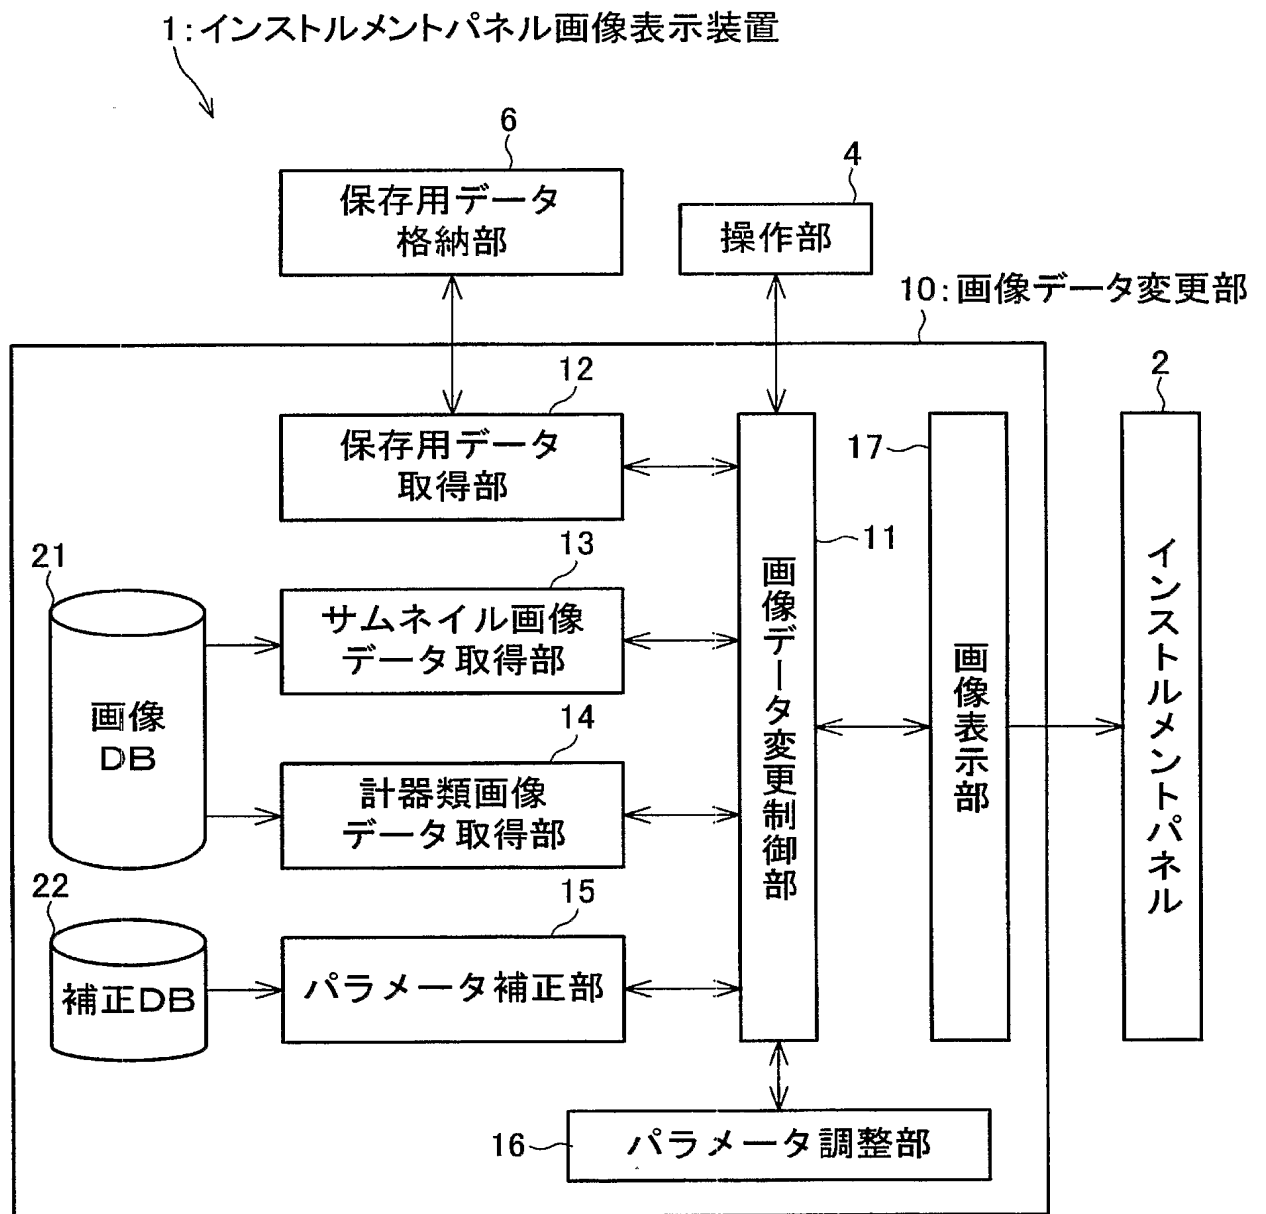 1:インストルメントパネル画像表示装置
6
保存用データ
格納部
4
操作部
10:画像データ変更部
12
保存用データ
取得部
2
インストルメントパネル
17
画像表示部
11
画像データ変更制御部
21
画像
DB
13
サムネイル画像
データ取得部
14
計器類画像
データ取得部
22
補正DB
15
パラメータ補正部
16
パラメータ調整部